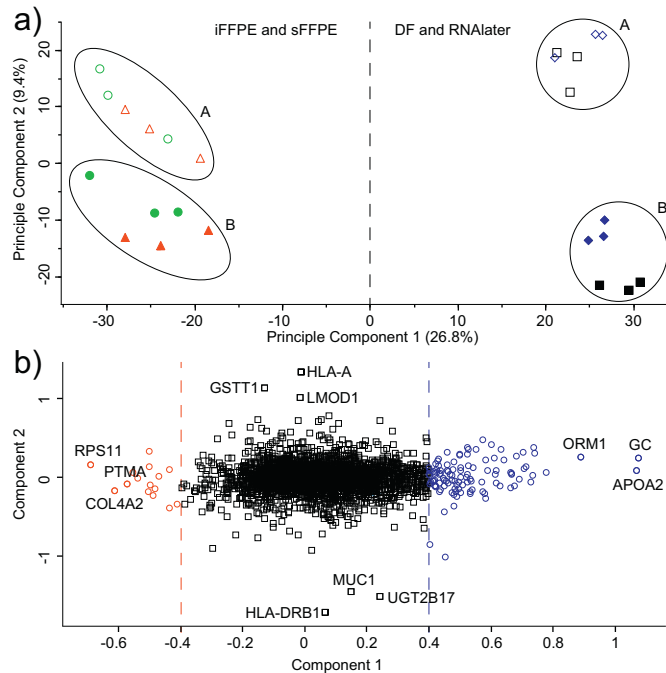 a)
iFFPE and sFFPE
DF and RNAlater
A
A
B
B
20
10
0
-10
-20
Principle Component 2 (9.4%)
-30
-20
-10
0
10
20
30
Principle Component 1 (26.8%)
b)
HLA-A
GSTT1
LMOD1
RPS11
PTMA
COL4A2
ORM1
GC
APOA2
MUC1
UGT2B17
HLA-DRB1
1
0
-1
Component 2
-0.6
-0.4
-0.2
0
0.2
0.4
0.6
0.8
1
Component 1